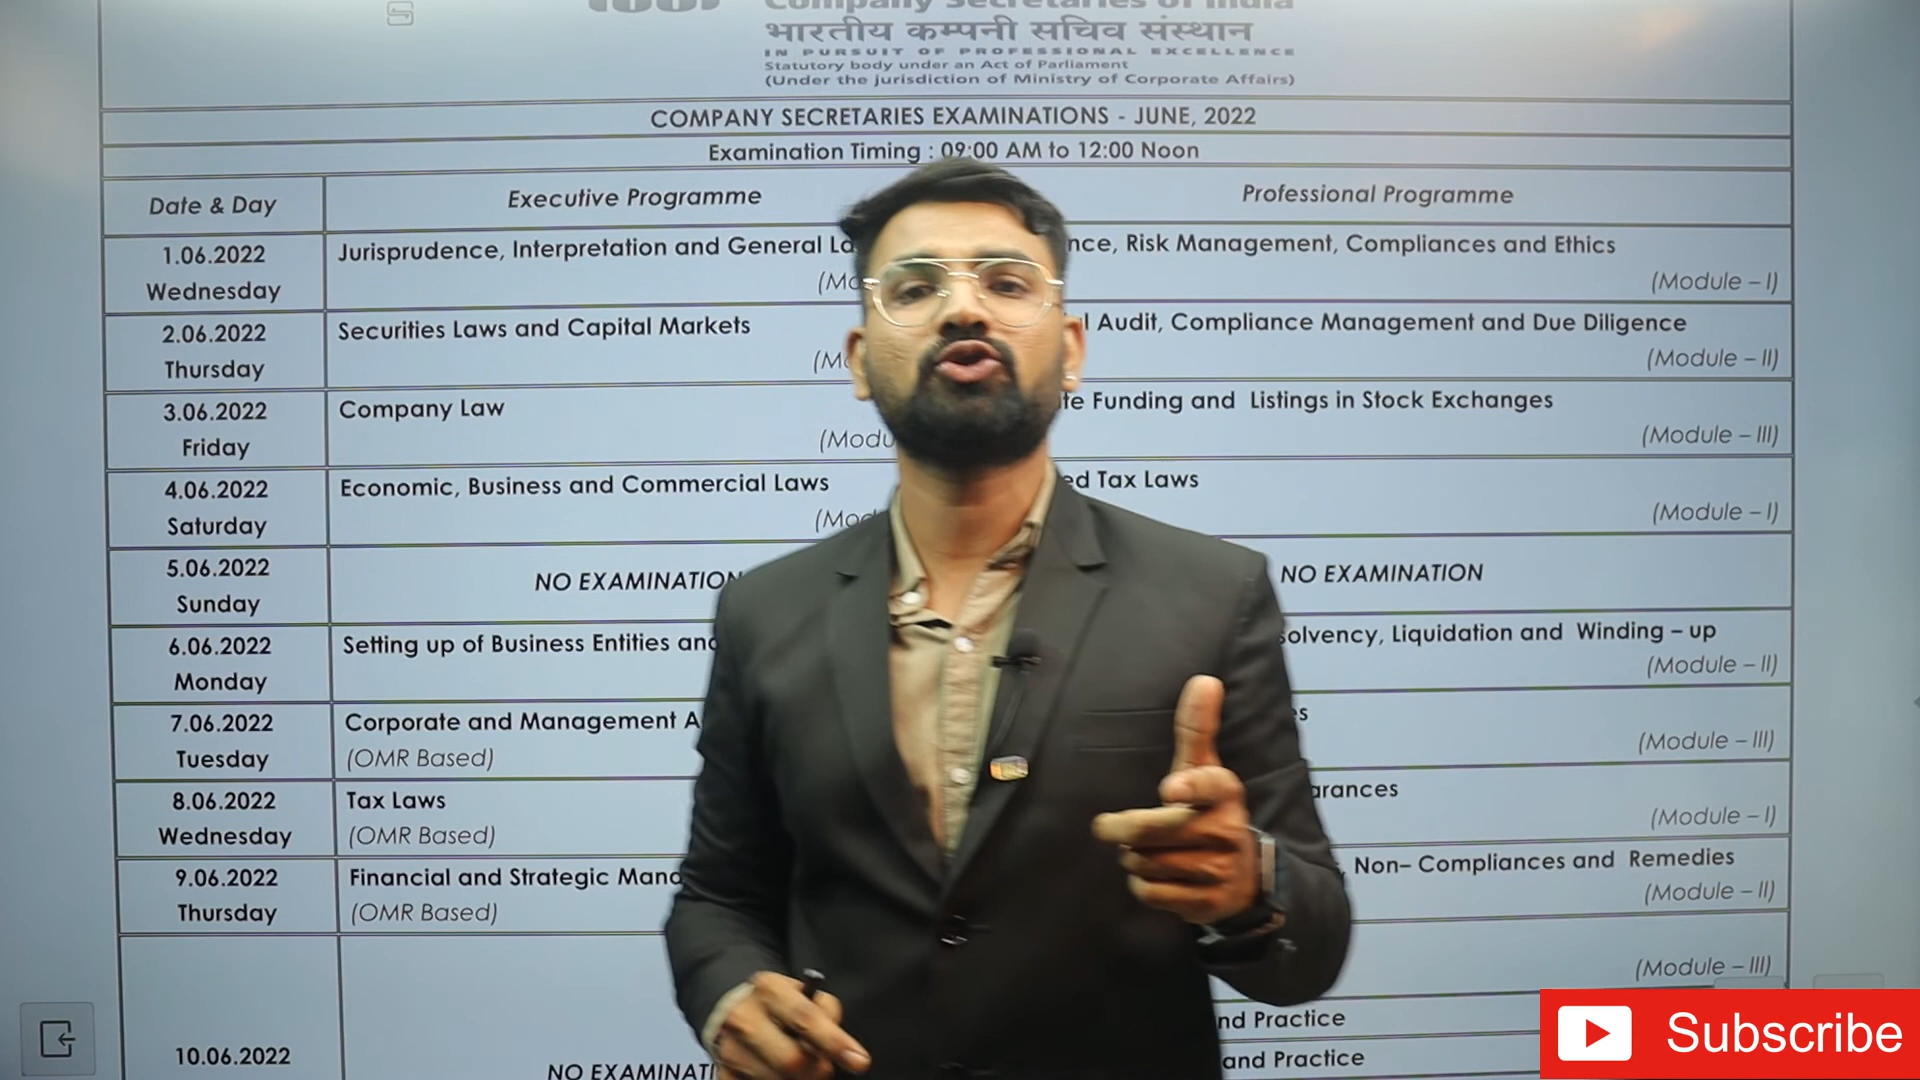 Company Secretaries of India
भारतीय कम्पनी सचिव संस्थान
IN PURSUIT OF PROFESSIONAL EXCELLENCE
Statutory body under an Act of Parliament
(Under the jurisdiction of Ministry of Corporate Affairs)
COMPANY SECRETARIES EXAMINATIONS - JUNE, 2022
Examination Timing : 09:00 AM to 12:00 Noon
Date & Day Executive Programme Professional Programme
1.06.2022 Jurisprudence, Interpretation and General Risk Management, Compliances and Ethics
Wednesday (Module – I)
2.06.2022 Securities Laws and Capital Markets Audit, Compliance Management and Due Diligence
Thursday (Module – II)
3.06.2022 Company Law Funding and Listings in Stock Exchanges
Friday (Module – III)
4.06.2022 Economic, Business and Commercial Laws Tax Laws
Saturday (Module – I)
5.06.2022 NO EXAMINATION NO EXAMINATION
Sunday
6.06.2022 Setting up of Business Entities and Liquidation and Winding – up
Monday (Module – II)
7.06.2022 Corporate and Management
Tuesday (OMR Based) (Module – III)
8.06.2022 Tax Laws
Wednesday (OMR Based) (Module – I)
9.06.2022 Financial and Strategic Non– Compliances and Remedies
Thursday (OMR Based) (Module – II)
(Module – III)
and Practice
and Practice
10.06.2022
NO
Subscribe